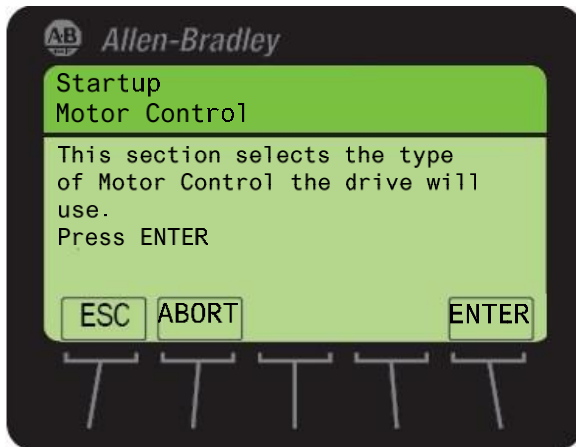 AB Allen-Bradley
Startup
Motor Control
This section selects the type
of Motor Control the drive will
use.
Press ENTER
ESC ABORT ENTER